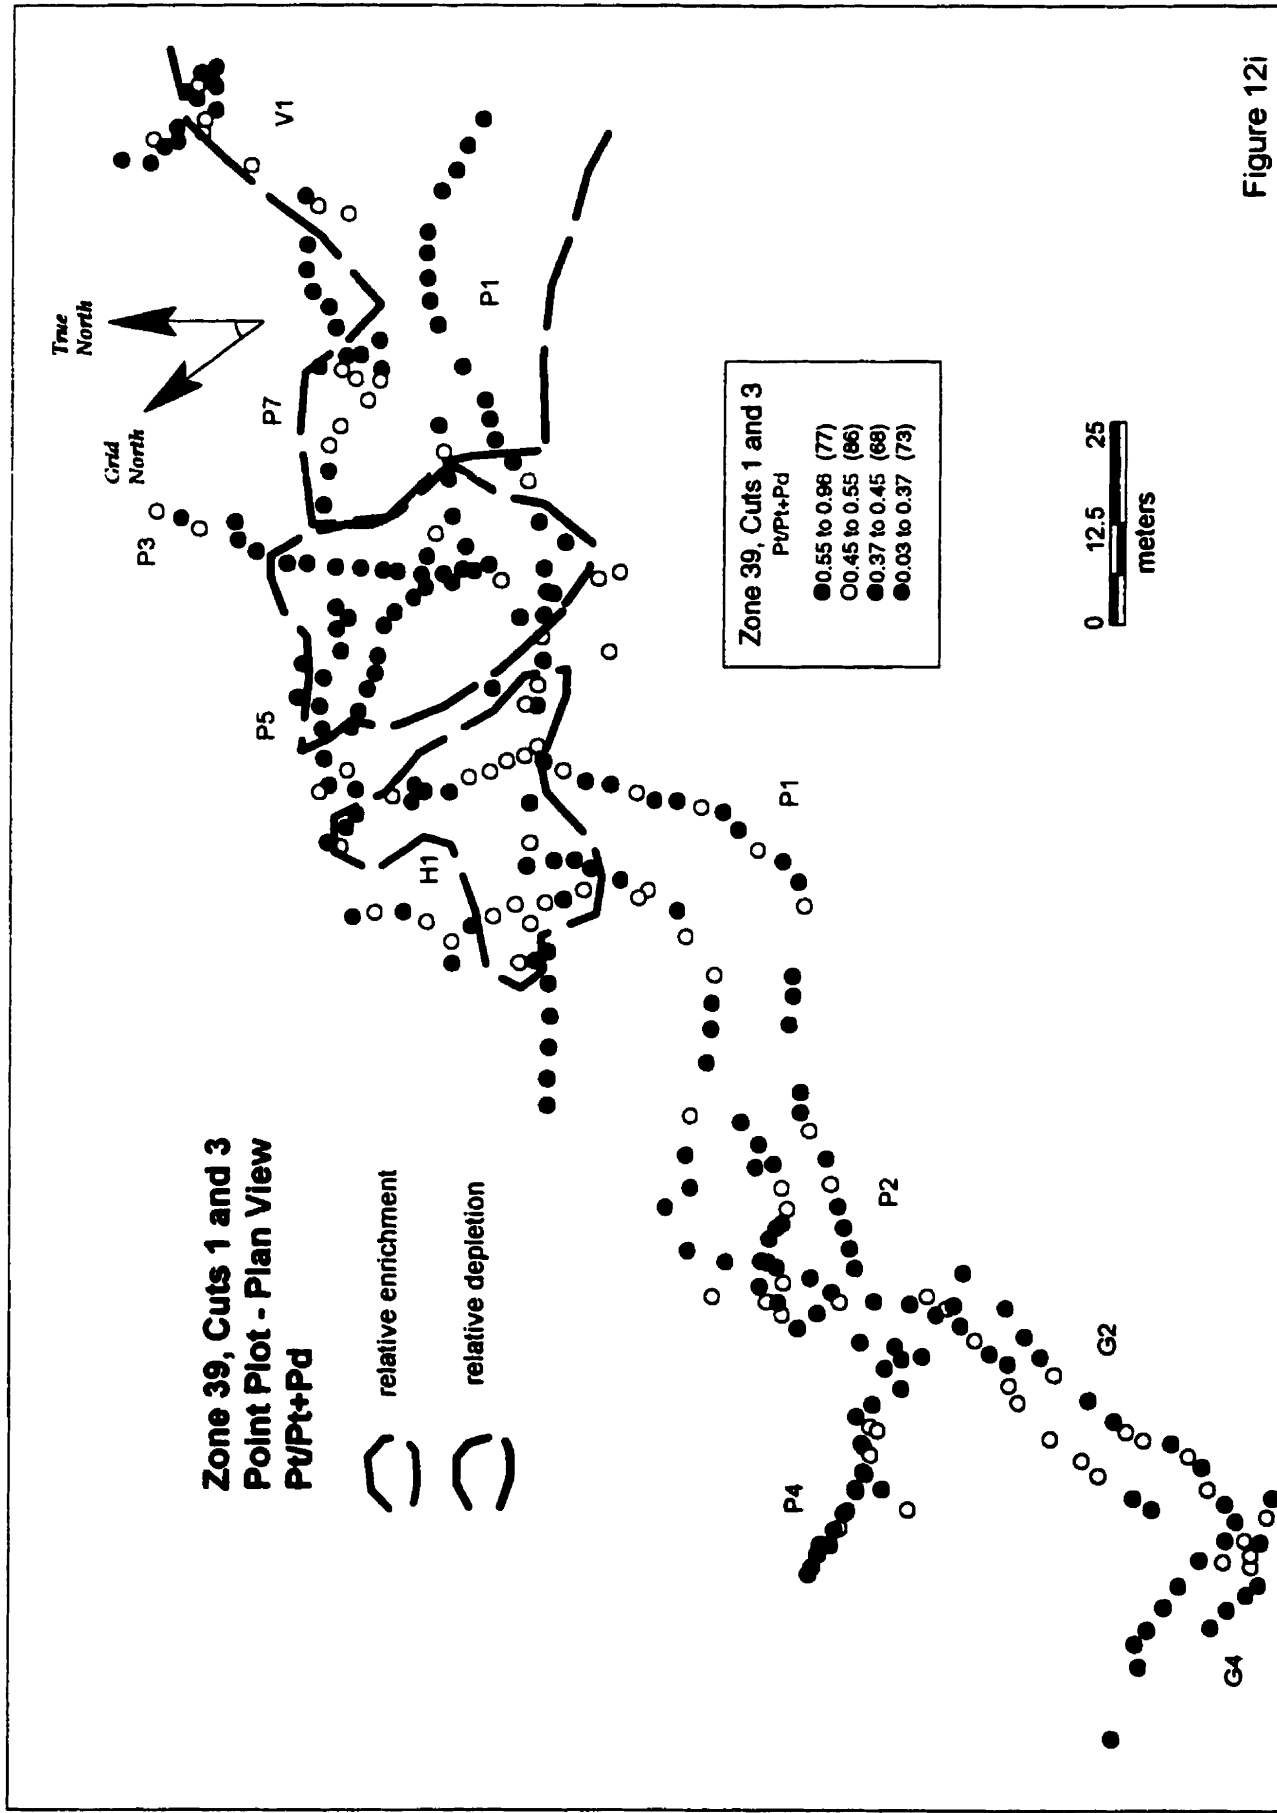 Zone 39, Cuts 1 and 3
Point Plot - Plan View
Pt/Pt+Pd
relative enrichment
relative depletion
Grid
North
True
North
V1
P1
P7
P3
P5
H1
P1
P2
P4
G2
G4
Zone 39, Cuts 1 and 3
Pt/Pt+Pd
0.55 to 0.96 (77)
0.45 to 0.55 (86)
0.37 to 0.45 (68)
0.03 to 0.37 (73)
0 12.5 25
meters
Figure 12i